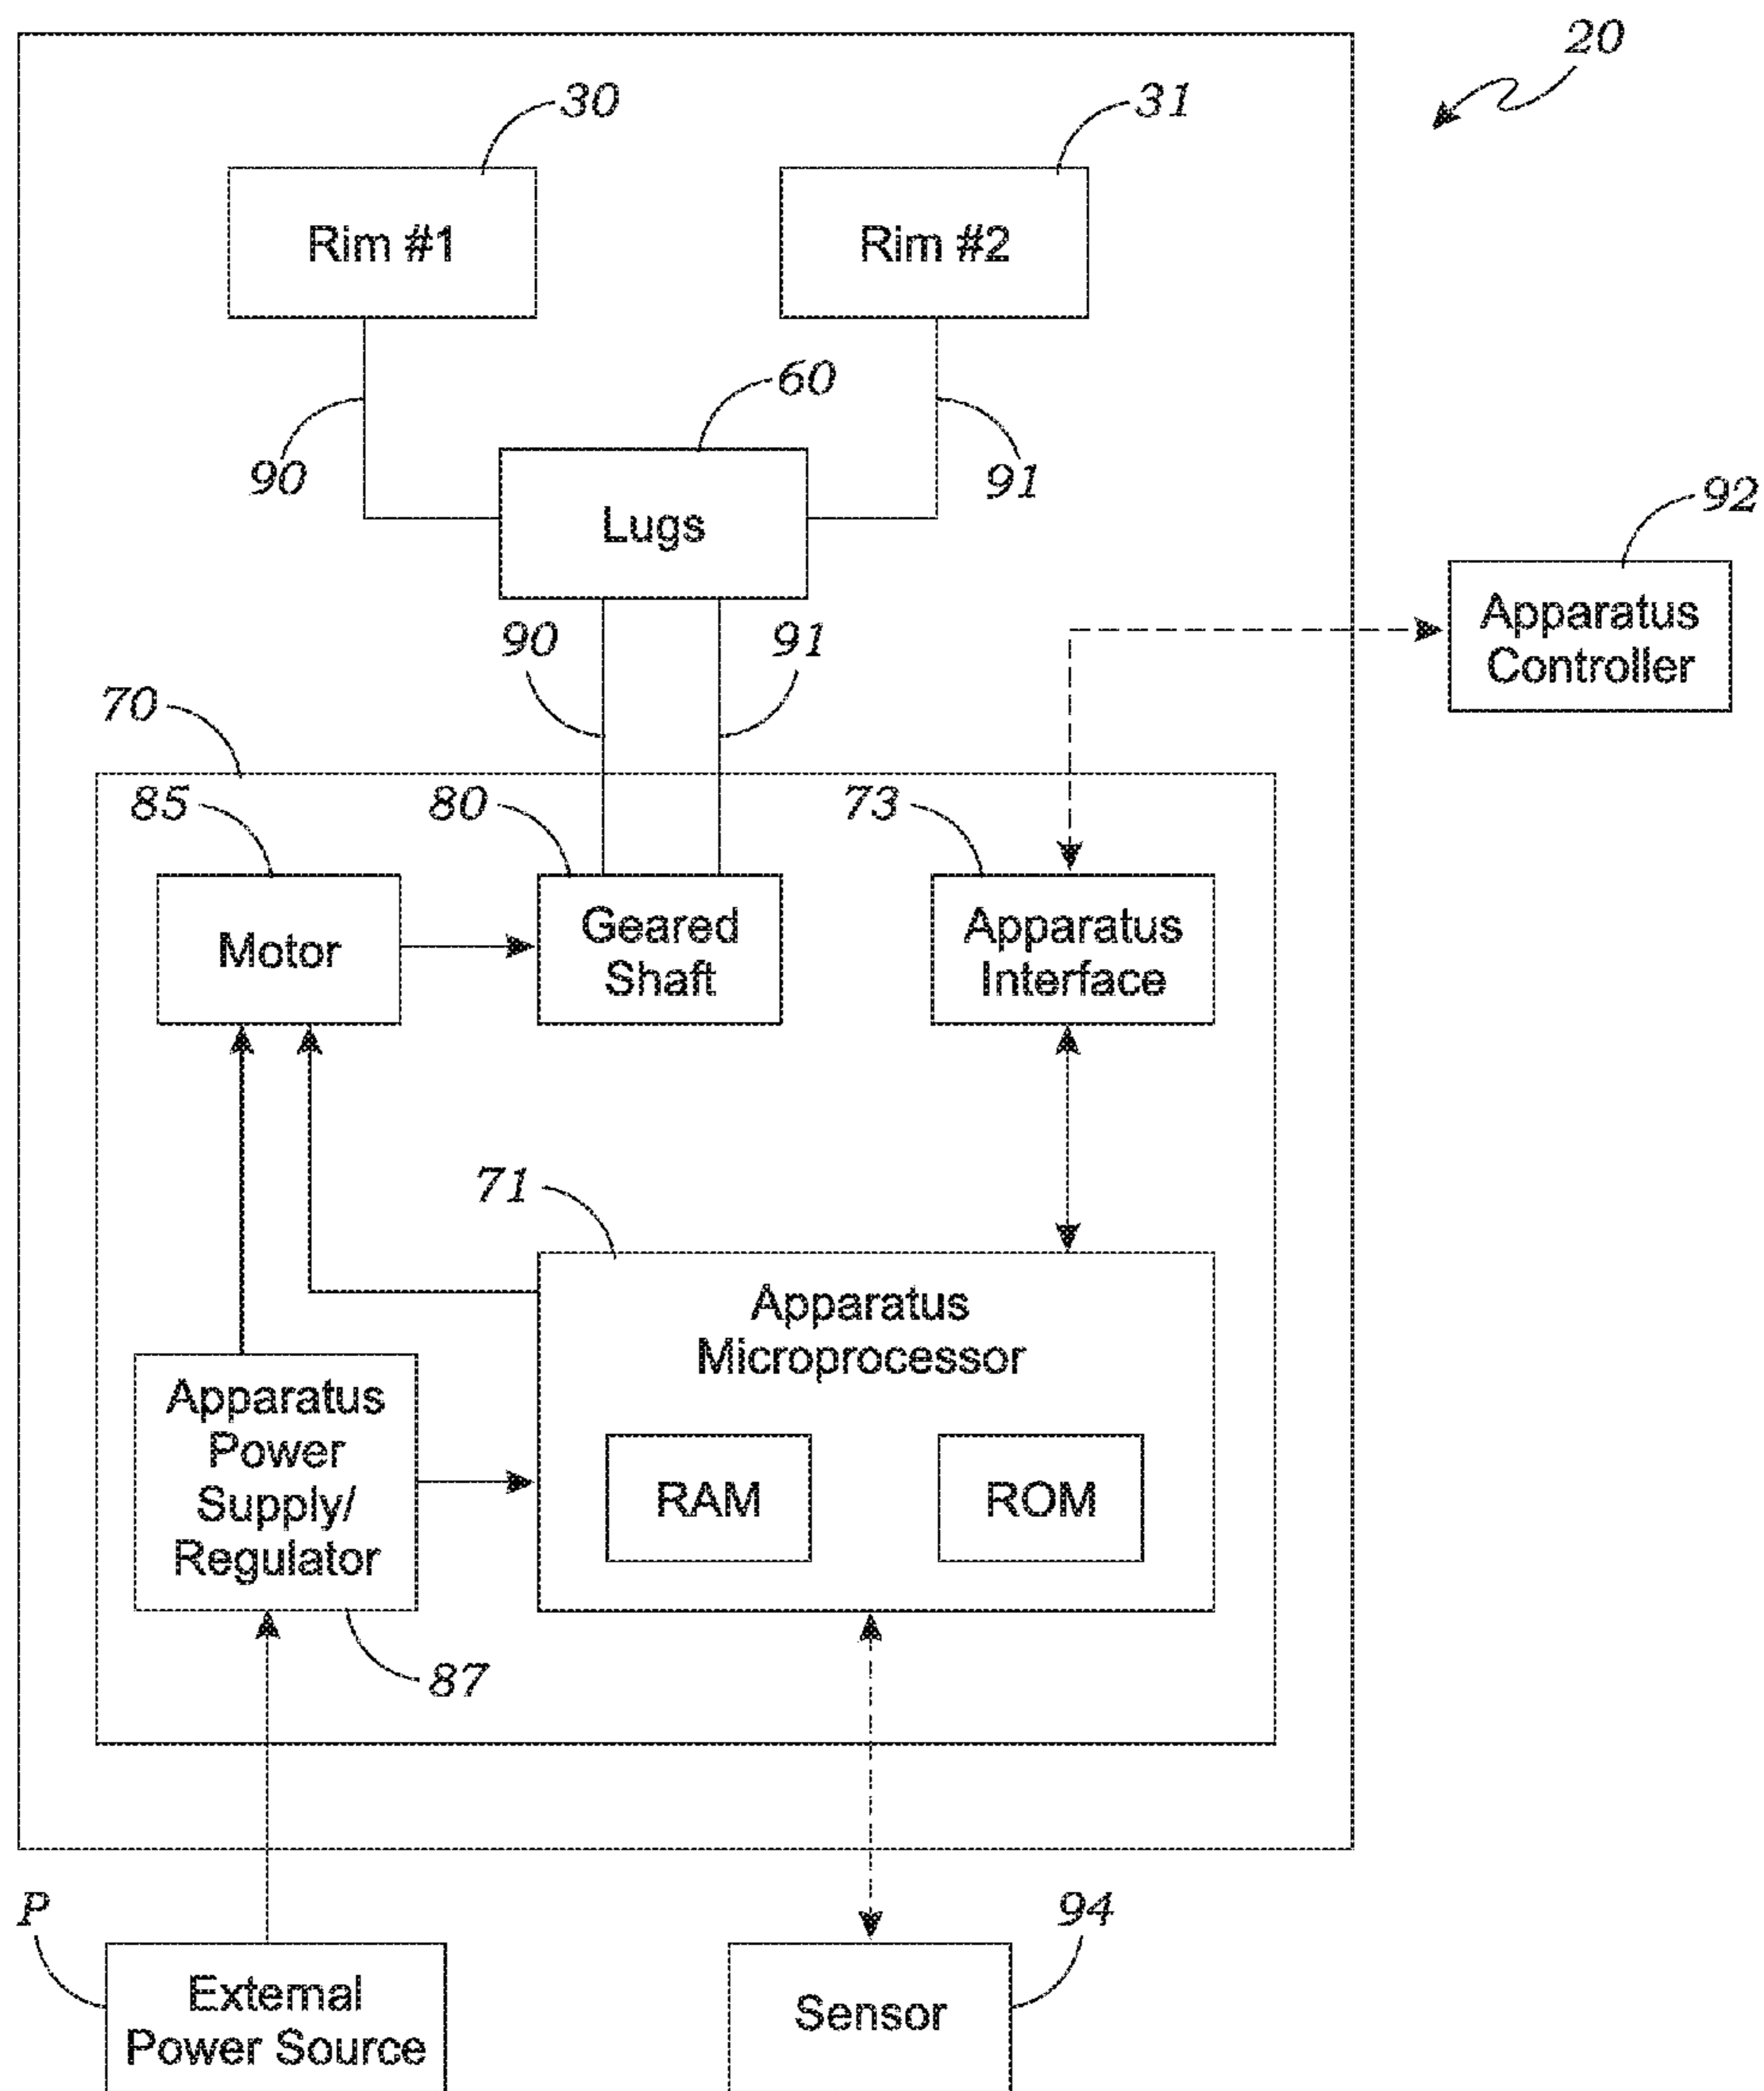 20
30
31
Rim #1
Rim #2
60
90
91
92
Lugs
Apparatus
Controller
90
91
70
85
80
73
Motor
Geared
Shaft
Apparatus
Interface
71
Apparatus
Microprocessor
Apparatus
Power
Supply/
Regulator
RAM
ROM
87
P
94
External
Power Source
Sensor